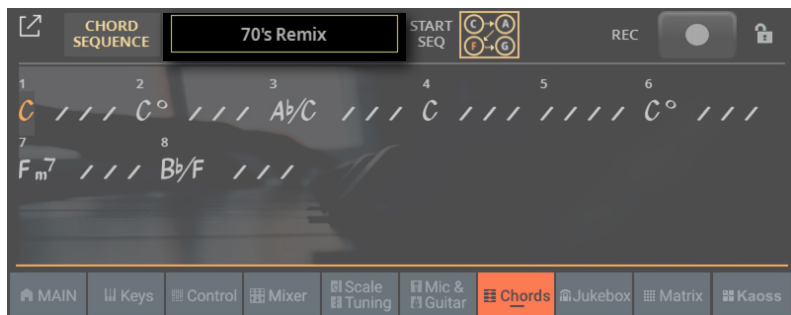 CHORD SEQUENCE
70's Remix
START SEQ
C A F G
REC
1 2 3 4 5 6
C / / / C° / / / A♭/C / / / C / / / / / / / C° / / /
7 8
Fm7 / / / B♭/F / / /
MAIN Keys Control Mixer Scale Tuning Mic & Guitar Chords Jukebox Matrix Kaoss